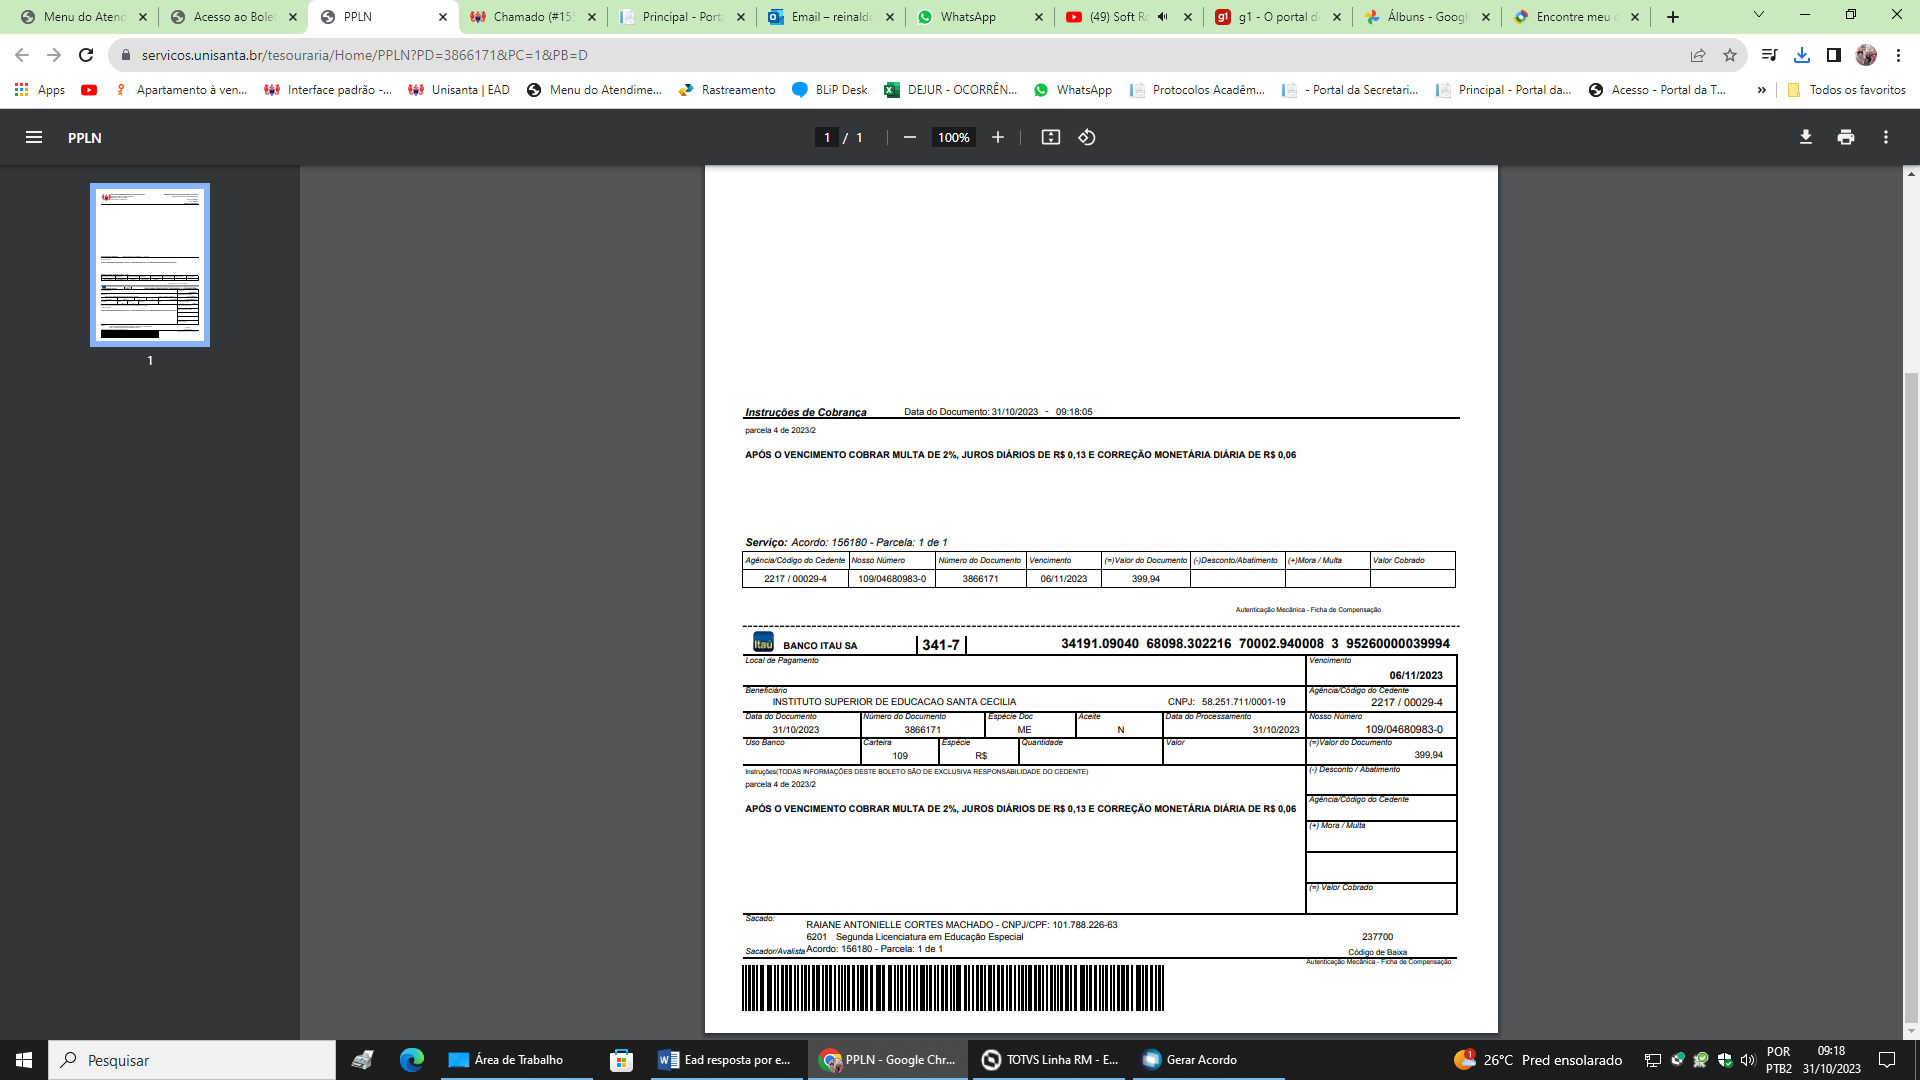 Menu do Atenc
Acesso ao Bolet
PPLN
Chamado (#15
Principal - Porta
Email – reinaldo
WhatsApp
(49) Soft Ro
g1 - O portal de
Álbuns - Google
Encontre meu c
servicos.unisanta.br/tesouraria/Home/PPLN?PD=3866171&PC=1&PB=D
Apps
Apartamento à ven...
Interface padrão -...
Unisanta | EAD
Menu do Atendime...
Rastreamento
BLiP Desk
DEJUR - OCORRÊN...
WhatsApp
Protocolos Acadêm...
- Portal da Secretari...
Principal - Portal da...
Acesso - Portal da T...
»
Todos os favoritos
PPLN
1 / 1
100%
1
Instruções de Cobrança Data do Documento: 31/10/2023 - 09:18:05
parcela 4 de 2023/2
APÓS O VENCIMENTO COBRAR MULTA DE 2%, JUROS DIÁRIOS DE R$ 0,13 E CORREÇÃO MONETÁRIA DIÁRIA DE R$ 0,06
Serviço: Acordo: 156180 - Parcela: 1 de 1
Agência/Código do Cedente Nosso Número Número do Documento Vencimento (=)Valor do Documento (-)Desconto/Abatimento (+)Mora / Multa Valor Cobrado
2217 / 00029-4 109/04680983-0 3866171 06/11/2023 399,94
Autenticação Mecânica - Ficha de Compensação
Itaú BANCO ITAU SA 341-7 34191.09040 68098.302216 70002.940008 3 95260000039994
Local de Pagamento Vencimento
06/11/2023
Beneficiário Agência/Código do Cedente
INSTITUTO SUPERIOR DE EDUCACAO SANTA CECILIA CNPJ: 58.251.711/0001-19 2217 / 00029-4
Data do Documento Número do Documento Espécie Doc Aceite Data do Processamento Nosso Número
31/10/2023 3866171 ME N 31/10/2023 109/04680983-0
Uso Banco Carteira Espécie Quantidade Valor (=)Valor do Documento
109 R$ 399,94
Instruções(TODAS INFORMAÇÕES DESTE BOLETO SÃO DE EXCLUSIVA RESPONSABILIDADE DO CEDENTE) (-) Desconto / Abatimento
parcela 4 de 2023/2
Agência/Código do Cedente
APÓS O VENCIMENTO COBRAR MULTA DE 2%, JUROS DIÁRIOS DE R$ 0,13 E CORREÇÃO MONETÁRIA DIÁRIA DE R$ 0,06
(+) Mora / Multa
(=) Valor Cobrado
Sacado:
RAIANE ANTONIELLE CORTES MACHADO - CNPJ/CPF: 101.788.226-63
6201 Segunda Licenciatura em Educação Especial 237700
Sacador/Avalista Acordo: 156180 - Parcela: 1 de 1 Código de Baixa
Autenticação Mecânica - Ficha de Compensação
Pesquisar
Área de Trabalho
Ead resposta por e...
PPLN - Google Chr...
TOTVS Linha RM - E...
Gerar Acordo
1
26°C Pred ensolarado
POR
PTB2
09:18
31/10/2023